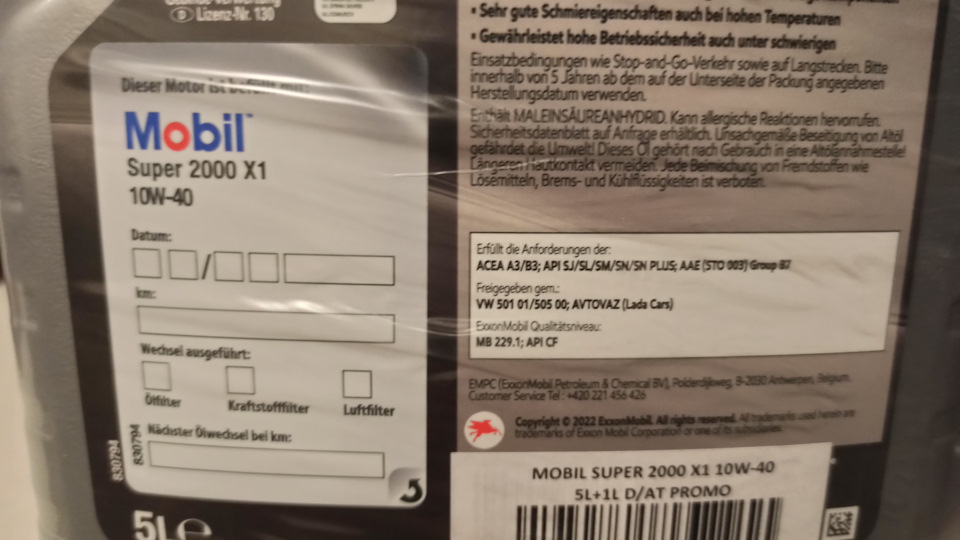 Lizenz-Nr. 130
Dieser Motor ist befüllt mit:
Mobil
Super 2000 X1
10W-40
Datum:
/
km:
Wechsel ausgeführt:
Ölfilter
Kraftstofffilter
Luftfilter
Nächster Ölwechsel bei km:
830794
830794
5L℮
• Sehr gute Schmiereigenschaften auch bei hohen Temperaturen
• Gewährleistet hohe Betriebssicherheit auch unter schwierigen
Einsatzbedingungen wie Stop-and-Go-Verkehr sowie auf Langstrecken. Bitte
innerhalb von 5 Jahren ab dem auf der Unterseite der Packung angegebenen
Herstellungsdatum verwenden.
Enthält MALEINSÄUREANHYDRID. Kann allergische Reaktionen hervorrufen.
Sicherheitsdatenblatt auf Anfrage erhältlich. Unsachgemäße Beseitigung von Altöl
gefährdet die Umwelt! Dieses Öl gehört nach Gebrauch in eine Altölannahmestelle!
Längeren Hautkontakt vermeiden. Jede Beimischung von Fremdstoffen wie
Lösemitteln, Brems- und Kühlflüssigkeiten ist verboten.
Erfüllt die Anforderungen der:
ACEA A3/B3; API SJ/SL/SM/SN/SN PLUS; AAE (STO 003) Group B7
Freigegeben gem.:
VW 501 01/505 00; AVTOVAZ (Lada Cars)
ExxonMobil Qualitätsniveau:
MB 229.1; API CF
EMPC (ExxonMobil Petroleum & Chemical BV), Polderdijkweg, B-2030 Antwerpen, Belgium.
Customer Service Tel : +420 221 456 426
Copyright © 2022 ExxonMobil. All rights reserved. All trademarks used herein are
trademarks of Exxon Mobil Corporation or one of its subsidiaries.
MOBIL SUPER 2000 X1 10W-40
5L+1L D/AT PROMO